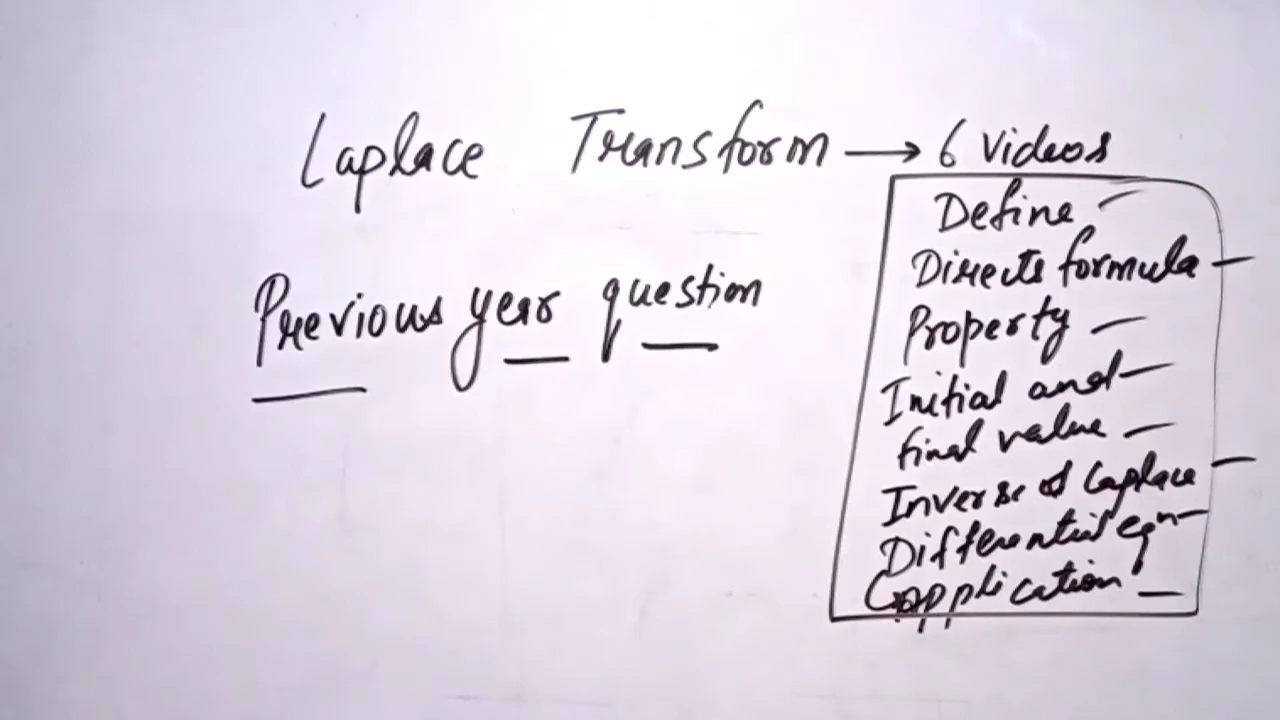 Laplace Transform → 6 Videos
Previous year question
Define
Directs formula
Property
Initial and
final value
Inverse of Laplace
Differential eqn
application